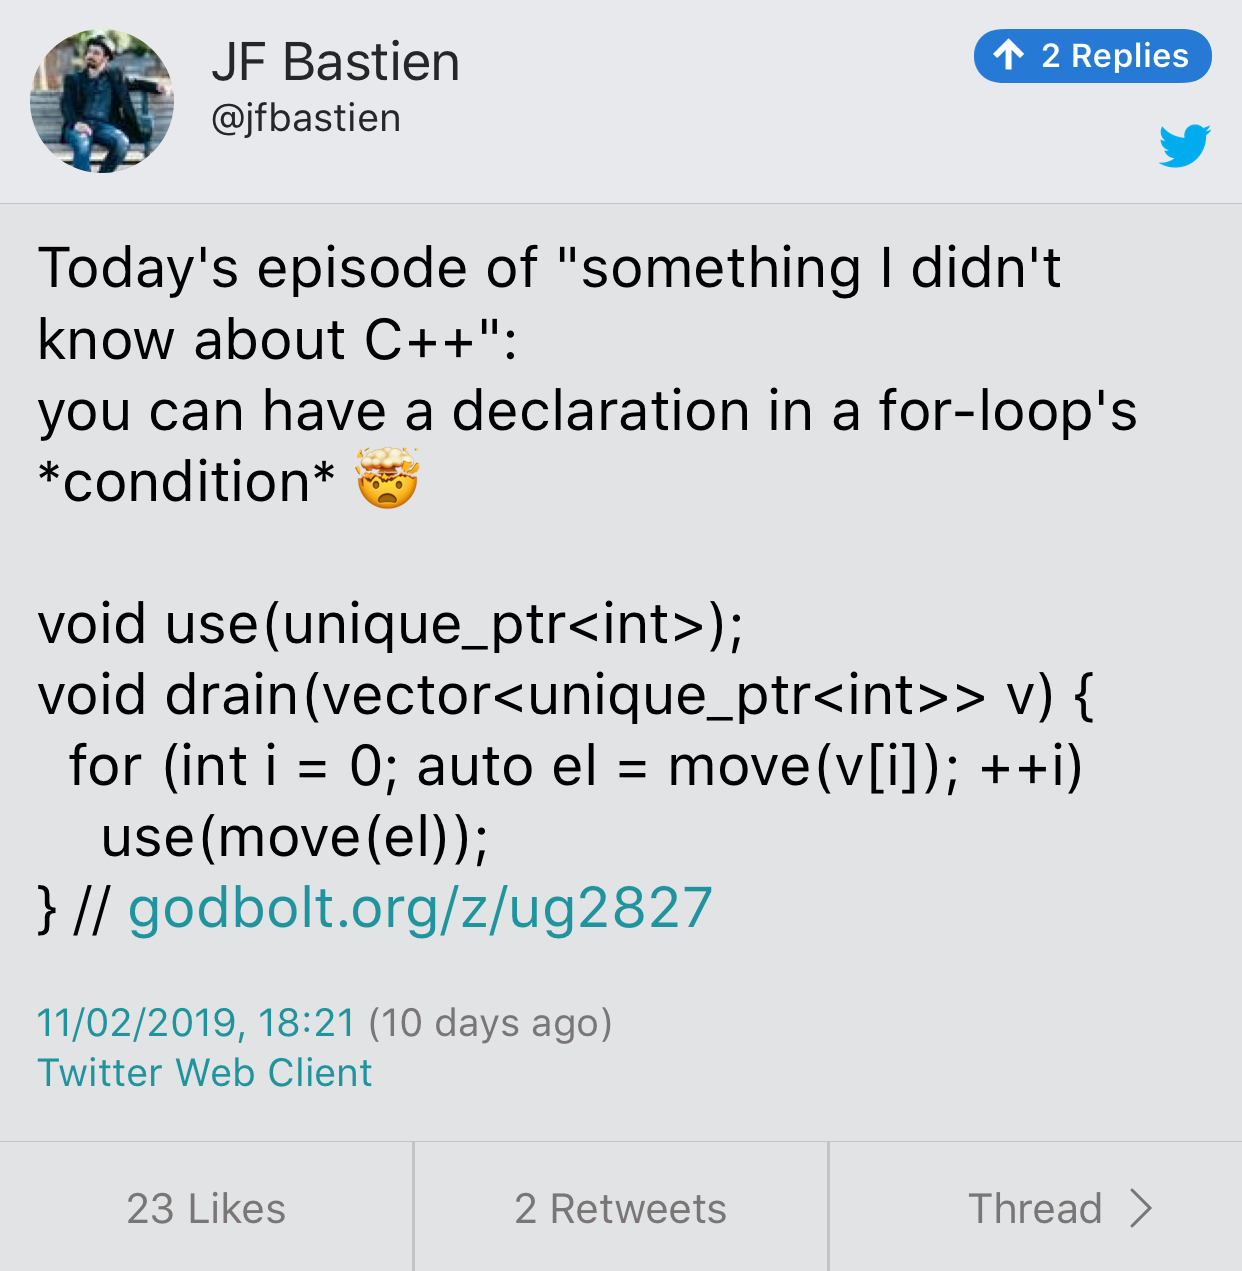 JF Bastien
@jfbastien
2 Replies
Today's episode of "something I didn't
know about C++":
you can have a declaration in a for-loop's
*condition* 🤯
void use(unique_ptr<int>);
void drain(vector<unique_ptr<int>> v) {
for (int i = 0; auto el = move(v[i]); ++i)
use(move(el));
} // godbolt.org/z/ug2827
11/02/2019, 18:21 (10 days ago)
Twitter Web Client
23 Likes
2 Retweets
Thread